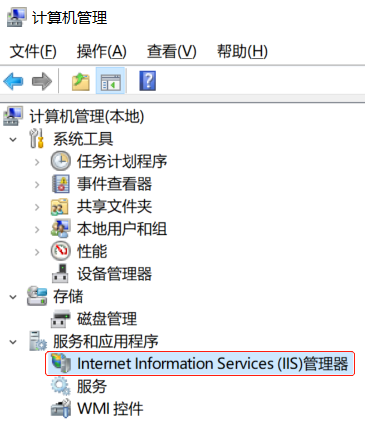 计算机管理
文件(F) 操作(A) 查看(V) 帮助(H)
计算机管理(本地)
系统工具
任务计划程序
事件查看器
共享文件夹
本地用户和组
性能
设备管理器
存储
磁盘管理
服务和应用程序
Internet Information Services (IIS)管理器
服务
WMI 控件